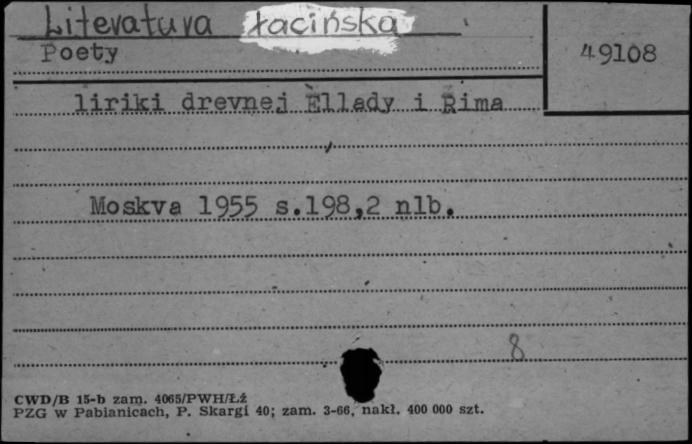 Literatura łacińska
Poety
49108
liriki drevnej Ellady i Rima
Moskva 1955 s.198,2 nlb.
8
CWD/B 15-b zam. 4065/PWH/Łż
PZG w Pabianicach, P. Skargi 40; zam. 3-66, nakł. 400 000 szt.